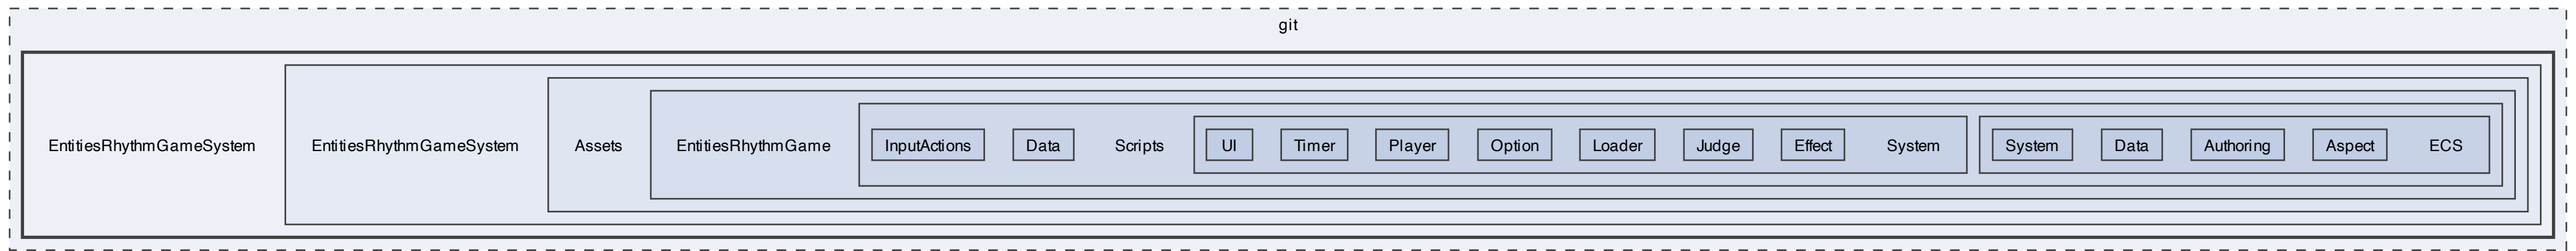 git
EntitiesRhythmGameSystem
EntitiesRhythmGameSystem
Assets
EntitiesRhythmGame
InputActions
Data
Scripts
UI
Timer
Player
Option
Loader
Judge
Effect
System
System
Data
Authoring
Aspect
ECS